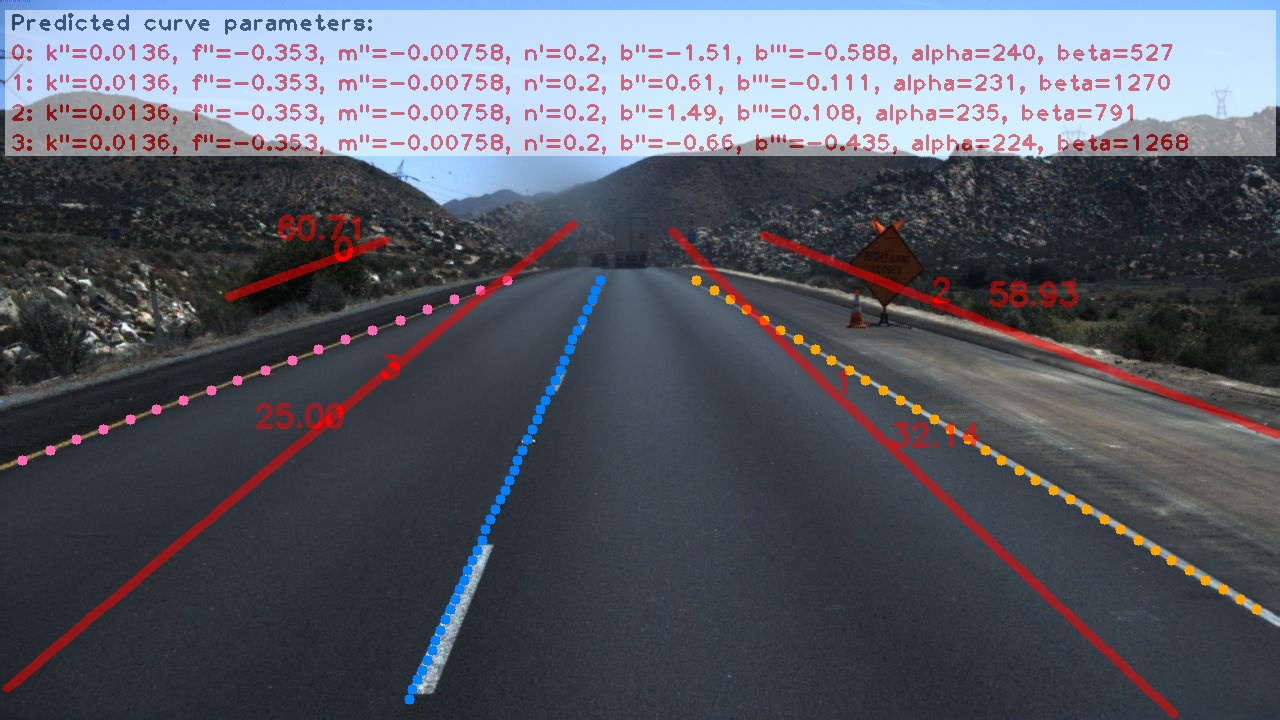 Predicted curve parameters:
0: k''=0.0136, f''=−0.353, m''=−0.00758, n'=0.2, b''=−1.51, b'''=−0.588, alpha=240, beta=527
1: k''=0.0136, f''=−0.353, m''=−0.00758, n'=0.2, b''=0.61, b'''=−0.111, alpha=231, beta=1270
2: k''=0.0136, f''=−0.353, m''=−0.00758, n'=0.2, b''=1.49, b'''=0.108, alpha=235, beta=791
3: k''=0.0136, f''=−0.353, m''=−0.00758, n'=0.2, b''=−0.66, b'''=−0.435, alpha=224, beta=1268
60.71
0
RIGHT LANE
CLOSED
2
58.93
3
1
25.00
32.14